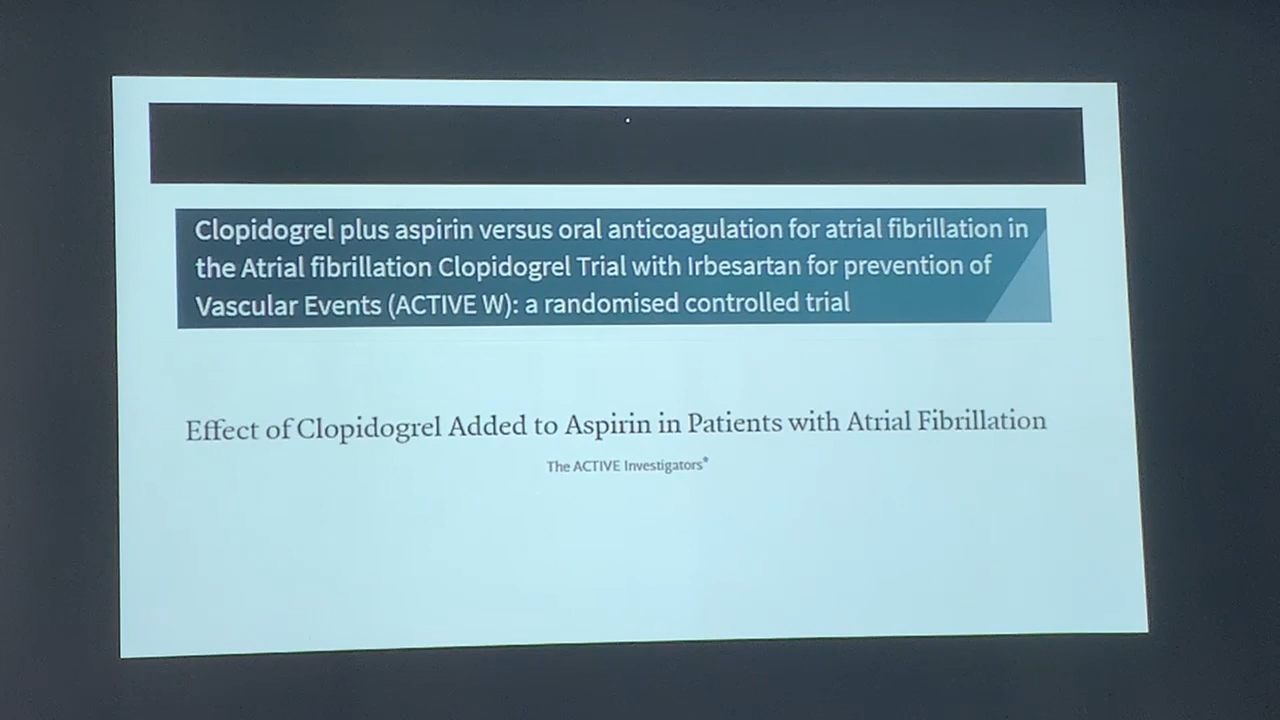 Clopidogrel plus aspirin versus oral anticoagulation for atrial fibrillation in
the Atrial fibrillation Clopidogrel Trial with Irbesartan for prevention of
Vascular Events (ACTIVE W): a randomised controlled trial
Effect of Clopidogrel Added to Aspirin in Patients with Atrial Fibrillation
The ACTIVE Investigators*